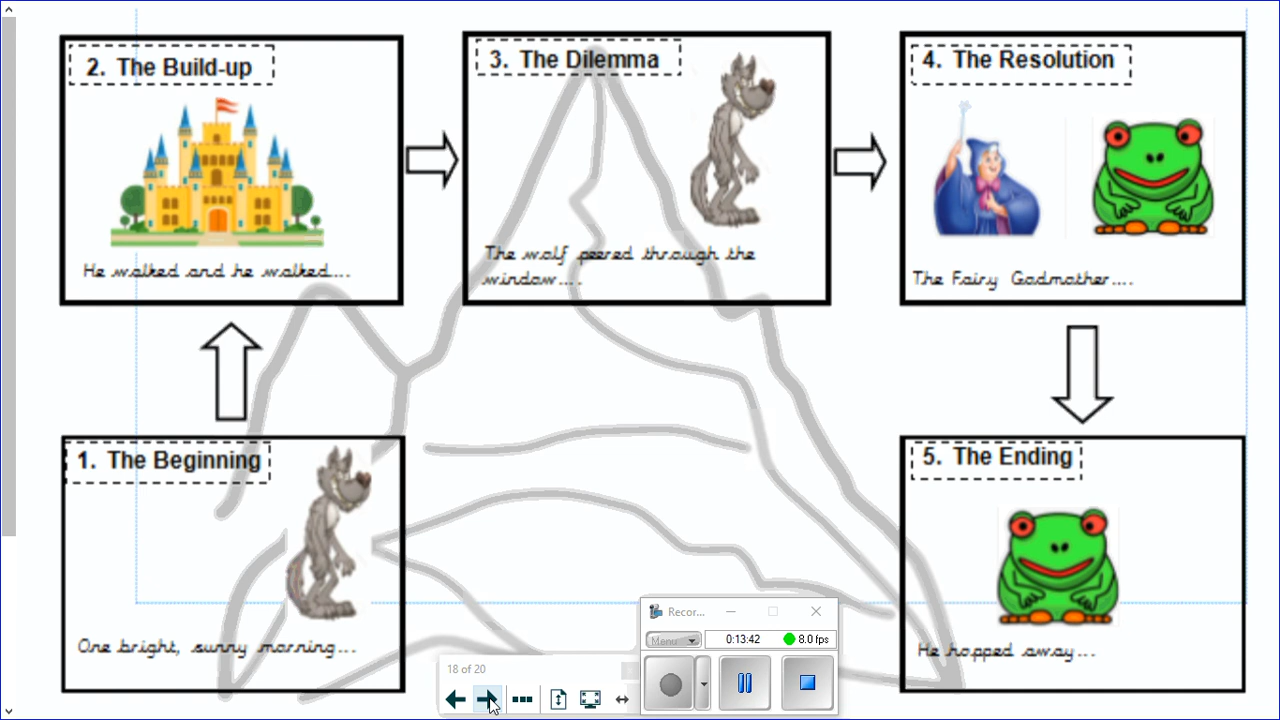 2. The Build-up
He walked and he walked....
3. The Dilemma
The wolf peered through the
window....
4. The Resolution
The Fairy Godmother....
1. The Beginning
One bright, sunny morning...
5. The Ending
He hopped away...
18 of 20
Recor...
Menu
0:13:42
8.0 fps